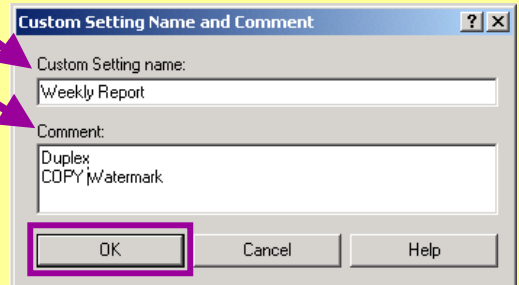 Custom Setting Name and Comment
Custom Setting name:
Weekly Report
Comment:
Duplex
COPY Watermark
OK Cancel Help